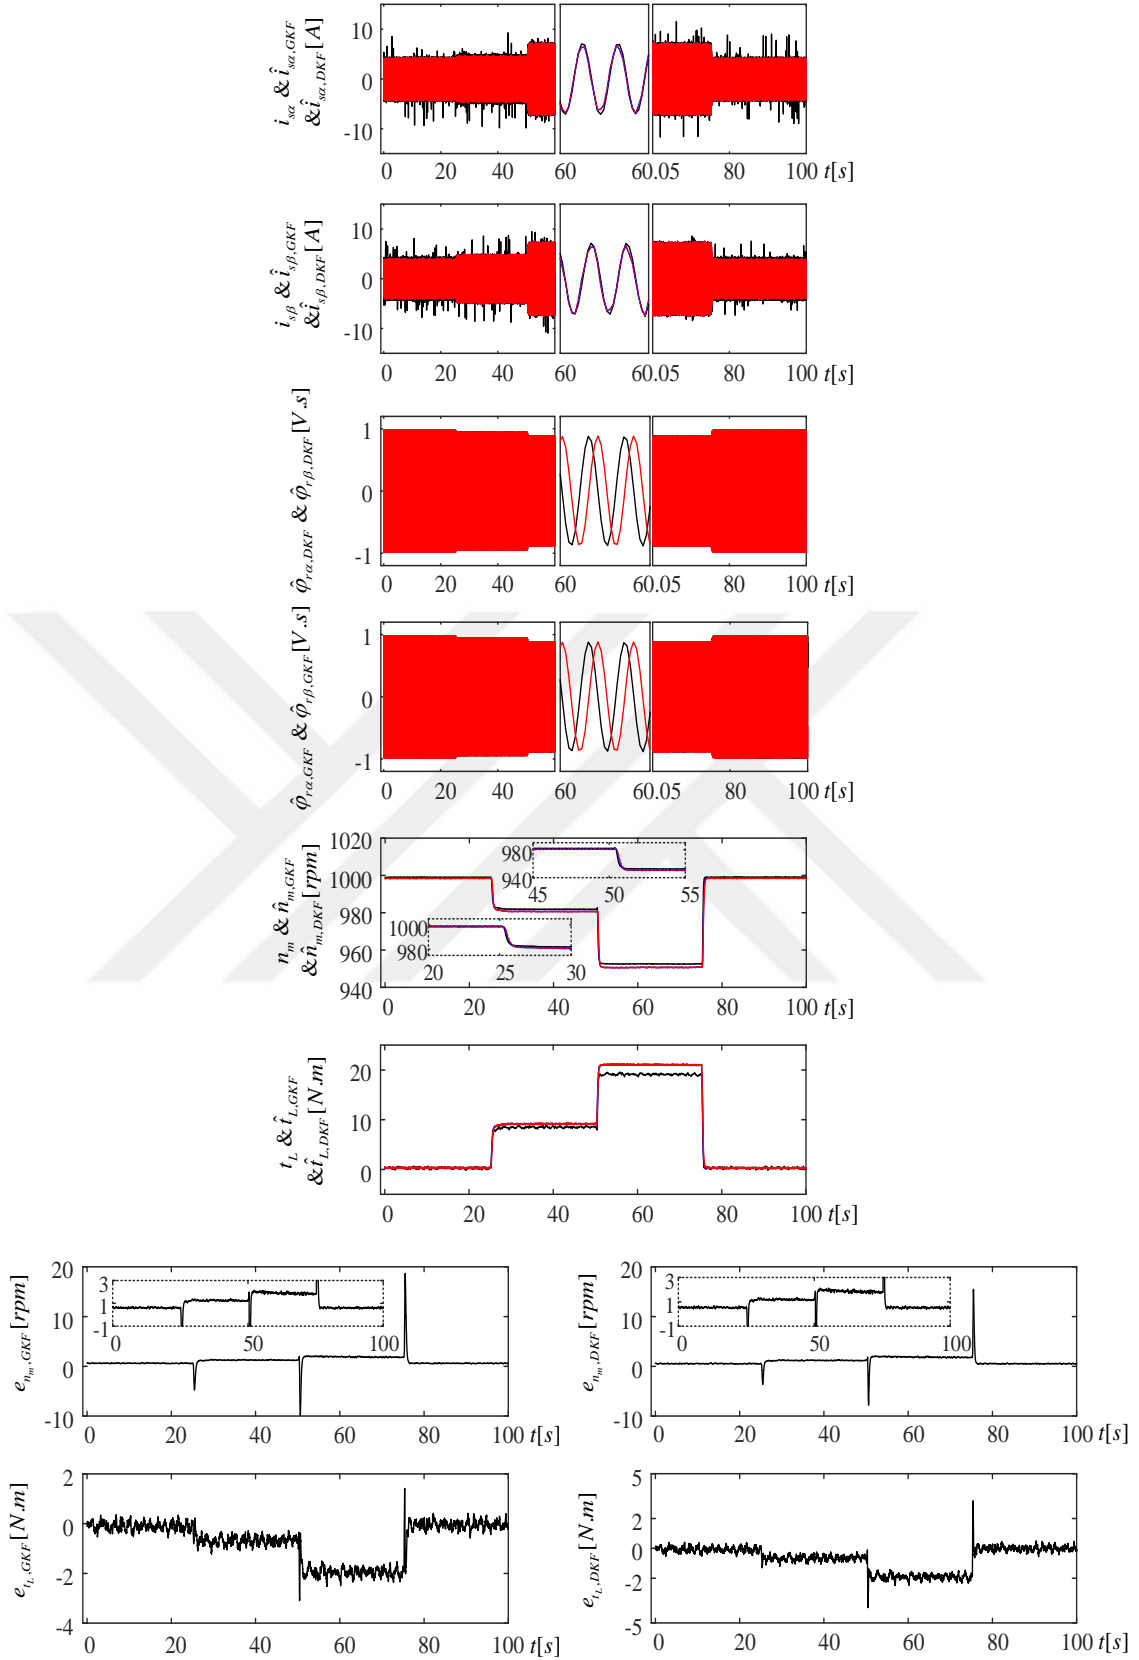 i_sα & î_sα,GKF
& î_sα,DKF [A]
10
0
-10
0 20 40 60 60.05 80 100 t[s]
i_sβ & î_sβ,GKF
& î_sβ,DKF [A]
10
0
-10
0 20 40 60 60.05 80 100 t[s]
φ̂_rα,DKF & φ̂_rβ,DKF [V.s]
1
0
-1
0 20 40 60 60.05 80 100 t[s]
φ̂_rα,GKF & φ̂_rβ,GKF [V.s]
1
0
-1
0 20 40 60 60.05 80 100 t[s]
n_m & n̂_m,GKF
& n̂_m,DKF [rpm]
1020
1000
980
960
940
980
940
45 50 55
1000
980
20 25 30
0 20 40 60 80 100 t[s]
t_L & t̂_L,GKF
& t̂_L,DKF [N.m]
20
10
0
0 20 40 60 80 100 t[s]
e_n_m,GKF [rpm]
20
10
0
-10
3
1
-1
0 50 100
0 20 40 60 80 100 t[s]
e_n_m,DKF [rpm]
20
10
0
-10
3
1
-1
0 50 100
0 20 40 60 80 100 t[s]
e_t_L,GKF [N.m]
2
0
-2
-4
0 20 40 60 80 100 t[s]
e_t_L,DKF [N.m]
5
2
0
-2
-5
0 20 40 60 80 100 t[s]